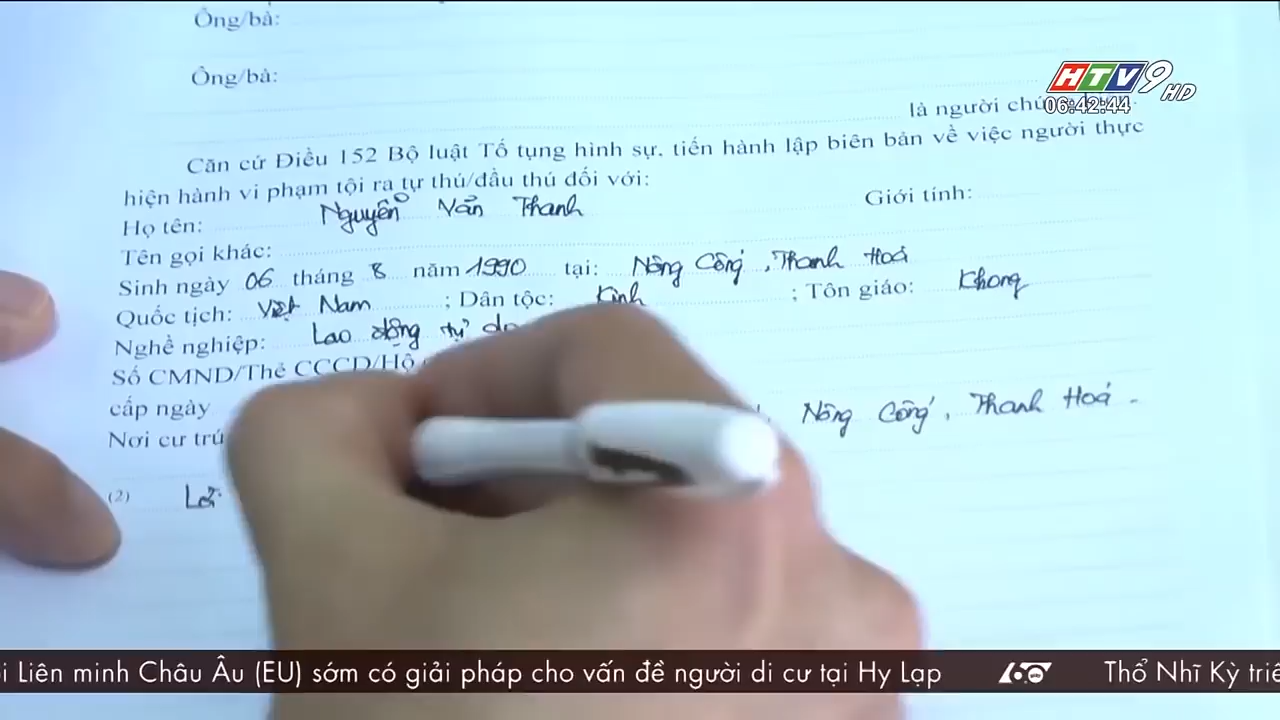 Ông/bà:
HTV9 HD
Ông/bà:
06:42:44
là người
Căn cứ Điều 152 Bộ luật Tố tụng hình sự, tiến hành lập biên bản về việc người thực
hiện hành vi phạm tội ra tự thú/đầu thú đối với:
Họ tên: Nguyễn Văn Thanh Giới tính:
Tên gọi khác:
Sinh ngày 06 tháng 8 năm 1990 tại: Nông Cống, Thanh Hoá
Quốc tịch: Việt Nam ; Dân tộc: Kinh ; Tôn giáo: Không
Nghề nghiệp: Lao động tự do
Số CMND/Thẻ CCCD/Hộ
cấp ngày
Nơi cư trú Nông Cống, Thanh Hoá.
(2)
Liên minh Châu Âu (EU) sớm có giải pháp cho vấn đề người di cư tại Hy Lạp 60 Thổ Nhĩ Kỳ